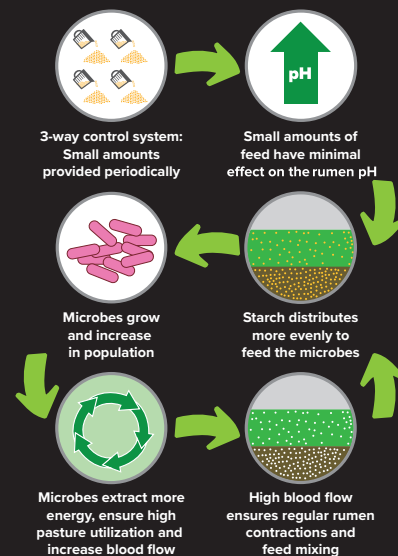 pH
3-way control system:
Small amounts
provided periodically
Small amounts of
feed have minimal
effect on the rumen pH
Starch distributes
more evenly to
feed the microbes
Microbes grow
and increase
in population
Microbes extract more
energy, ensure high
pasture utilization and
increase blood flow
High blood flow
ensures regular rumen
contractions and
feed mixing